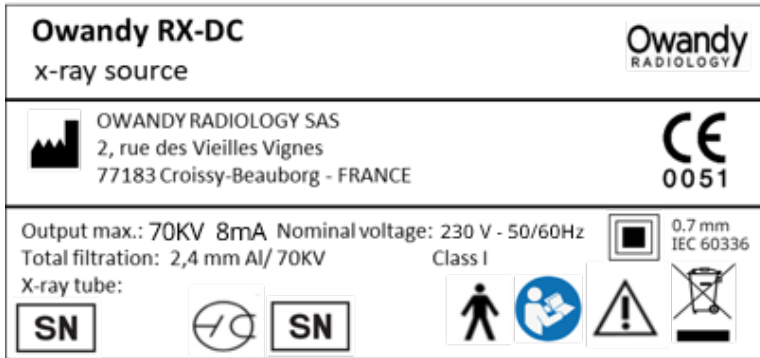 Owandy RX-DC
x-ray source
Owandy
RADIOLOGY
OWANDY RADIOLOGY SAS
2, rue des Vieilles Vignes
77183 Croissy-Beauborg - FRANCE
CE
0051
Output max.: 70KV 8mA Nominal voltage: 230 V - 50/60Hz
0.7 mm
IEC 60336
Total filtration: 2,4 mm Al/ 70KV Class I
X-ray tube:
SN SN